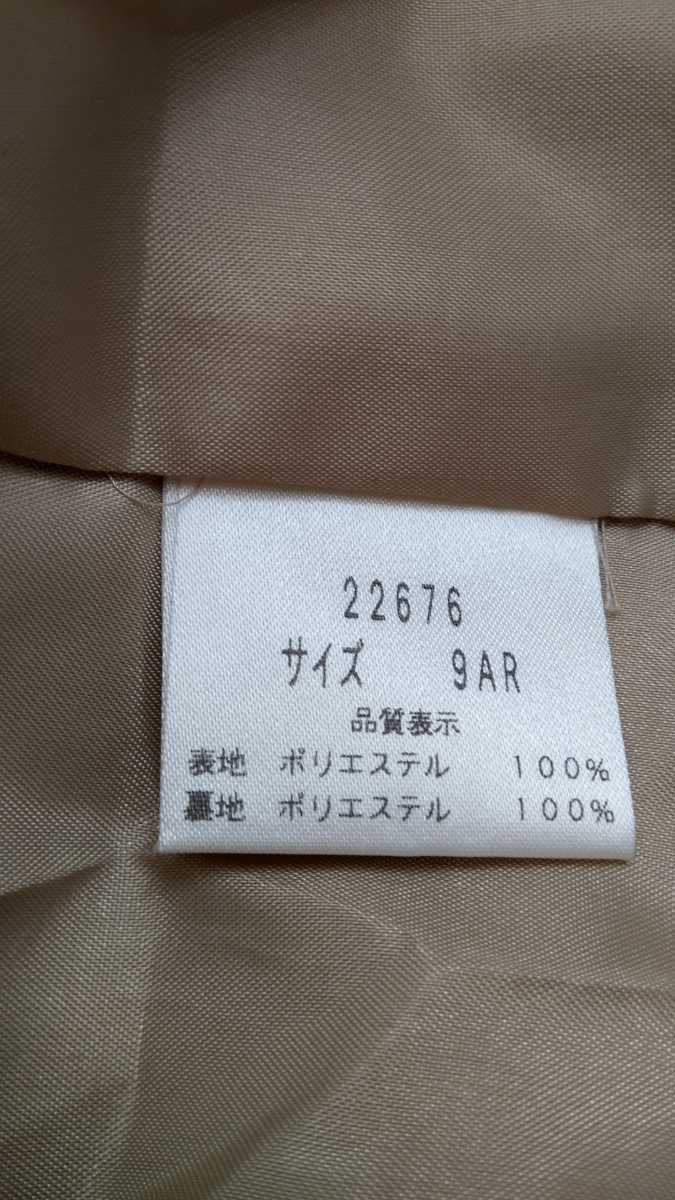 22676
サイズ 9AR
品質表示
表地 ポリエステル 100%
裏地 ポリエステル 100%